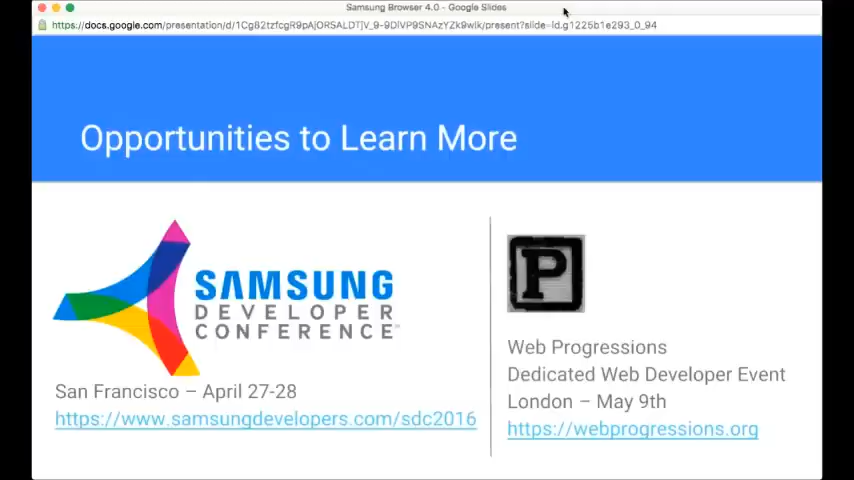 Samsung Browser 4.0 - Google Slides
Opportunities to Learn More
SAMSUNG
DEVELOPER
CONFERENCE
San Francisco – April 27-28
https://www.samsungdevelopers.com/sdc2016
P
Web Progressions
Dedicated Web Developer Event
London – May 9th
https://webprogressions.org